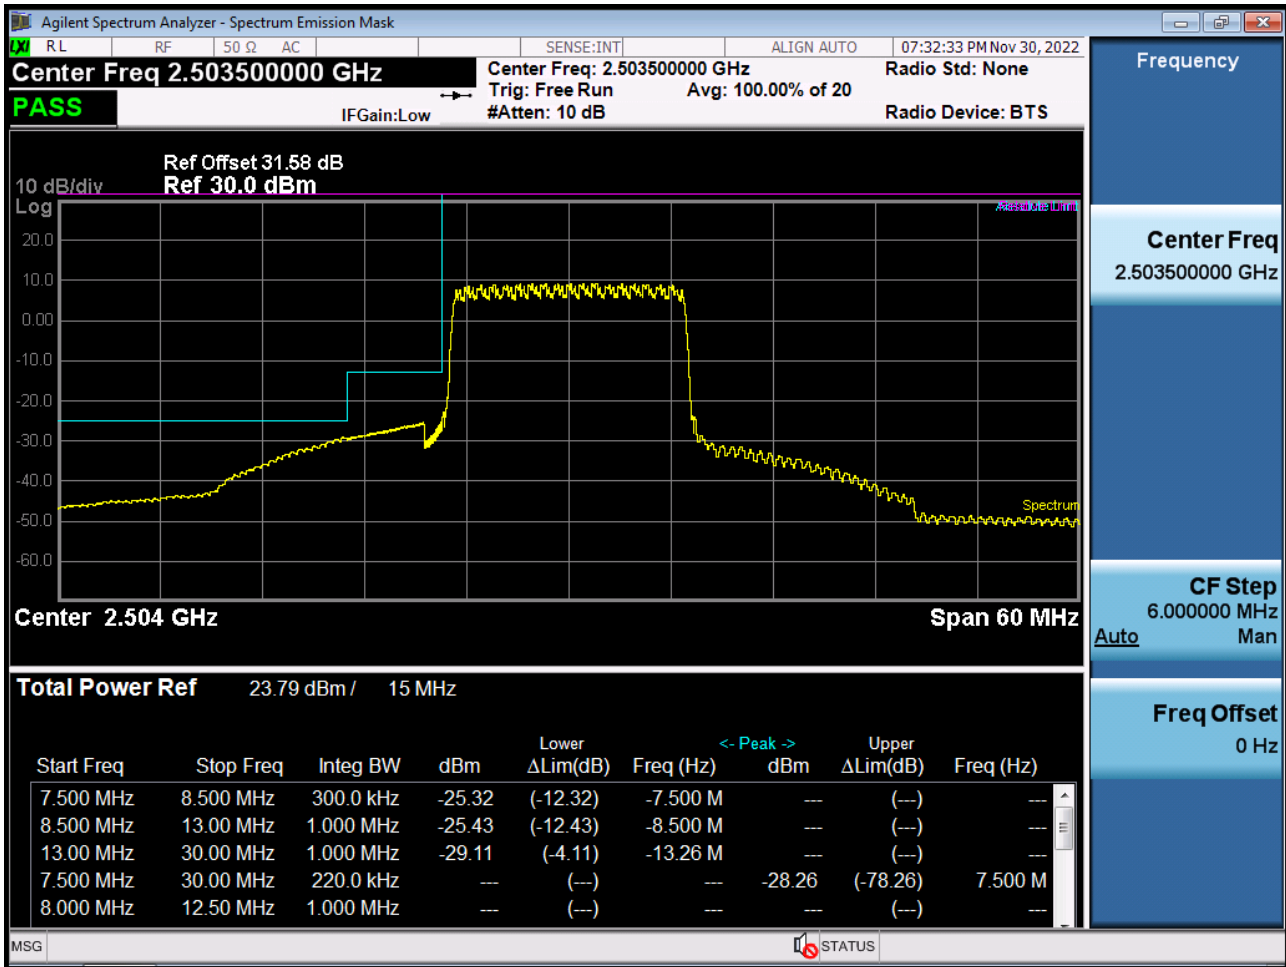 Agilent Spectrum Analyzer - Spectrum Emission Mask
LXI RL RF 50 Ω AC SENSE:INT ALIGN AUTO 07:32:33 PM Nov 30, 2022
Center Freq 2.503500000 GHz
Center Freq: 2.503500000 GHz
Radio Std: None
Trig: Free Run Avg: 100.00% of 20
PASS
IFGain:Low
#Atten: 10 dB
Radio Device: BTS
Frequency
Ref Offset 31.58 dB
10 dB/div Ref 30.0 dBm
Log
20.0
10.0
0.00
-10.0
-20.0
-30.0
-40.0
-50.0
-60.0
Absolute Limit
Spectrum
Center 2.504 GHz Span 60 MHz
Center Freq
2.503500000 GHz
CF Step
6.000000 MHz
Auto Man
Freq Offset
0 Hz
Total Power Ref 23.79 dBm / 15 MHz
Lower <- Peak -> Upper
Start Freq Stop Freq Integ BW dBm ΔLim(dB) Freq (Hz) dBm ΔLim(dB) Freq (Hz)
7.500 MHz 8.500 MHz 300.0 kHz -25.32 (-12.32) -7.500 M --- (---) ---
8.500 MHz 13.00 MHz 1.000 MHz -25.43 (-12.43) -8.500 M --- (---) ---
13.00 MHz 30.00 MHz 1.000 MHz -29.11 (-4.11) -13.26 M --- (---) ---
7.500 MHz 30.00 MHz 220.0 kHz --- (---) --- -28.26 (-78.26) 7.500 M
8.000 MHz 12.50 MHz 1.000 MHz --- (---) --- --- (---) ---
MSG STATUS